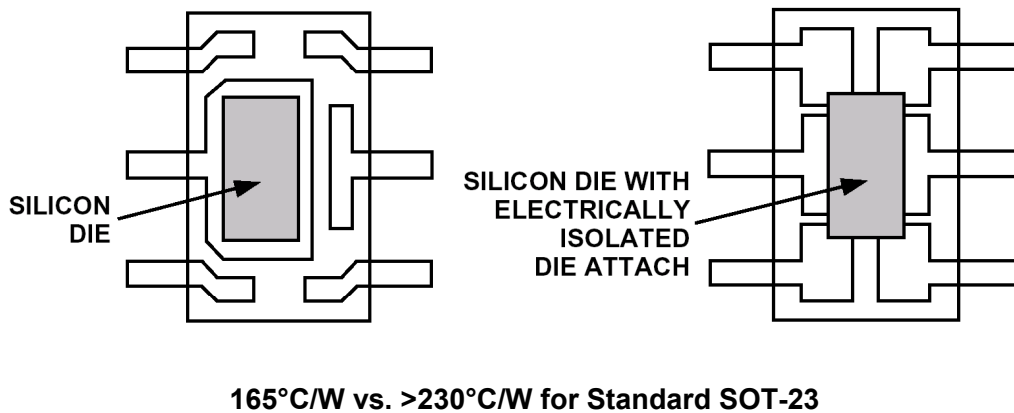 SILICON
DIE
SILICON DIE WITH
ELECTRICALLY
ISOLATED
DIE ATTACH
165°C/W vs. >230°C/W for Standard SOT-23